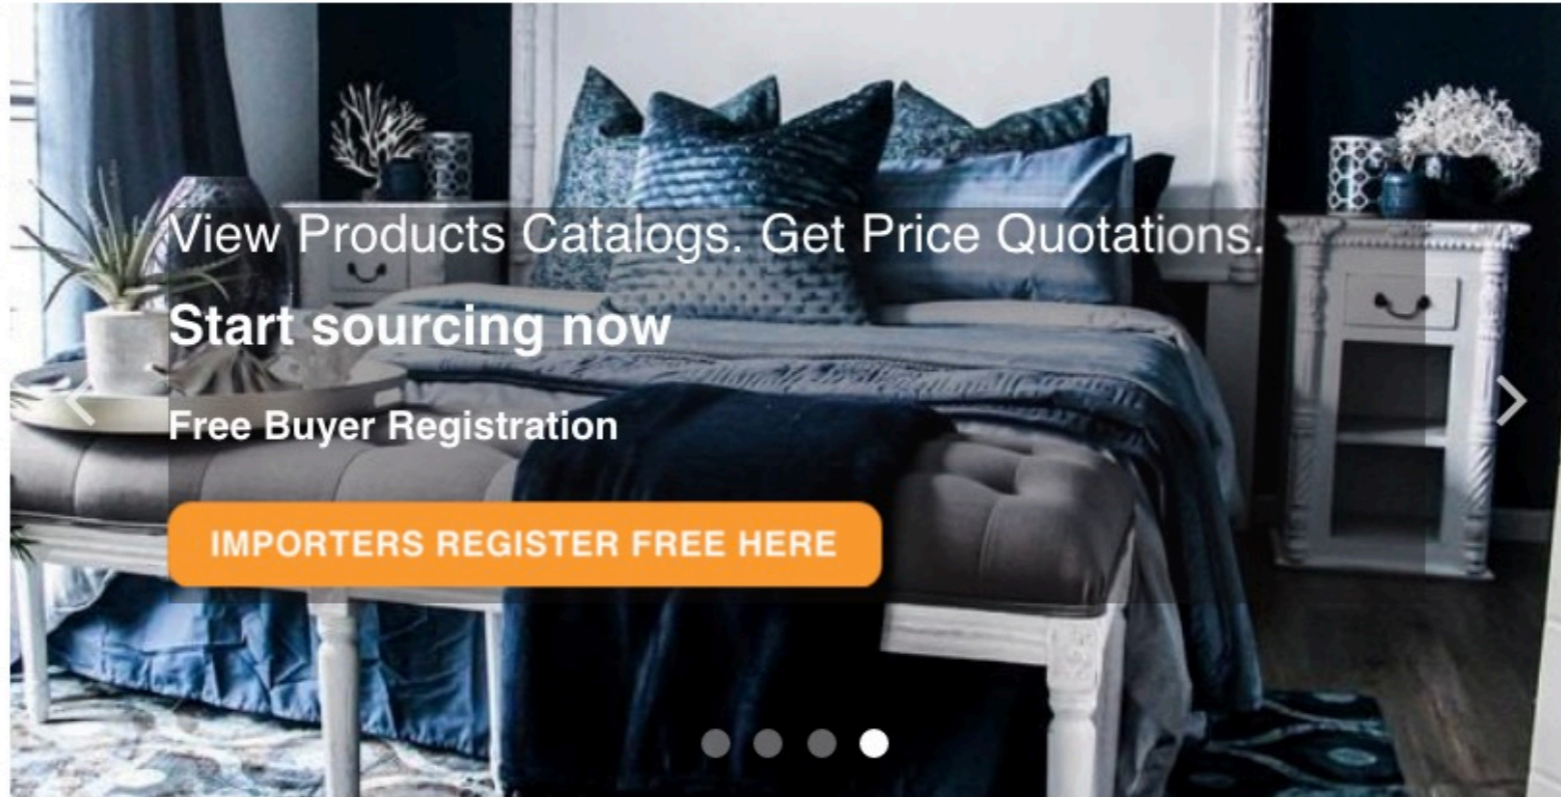 View Products Catalogs. Get Price Quotations.
Start sourcing now
Free Buyer Registration
IMPORTERS REGISTER FREE HERE